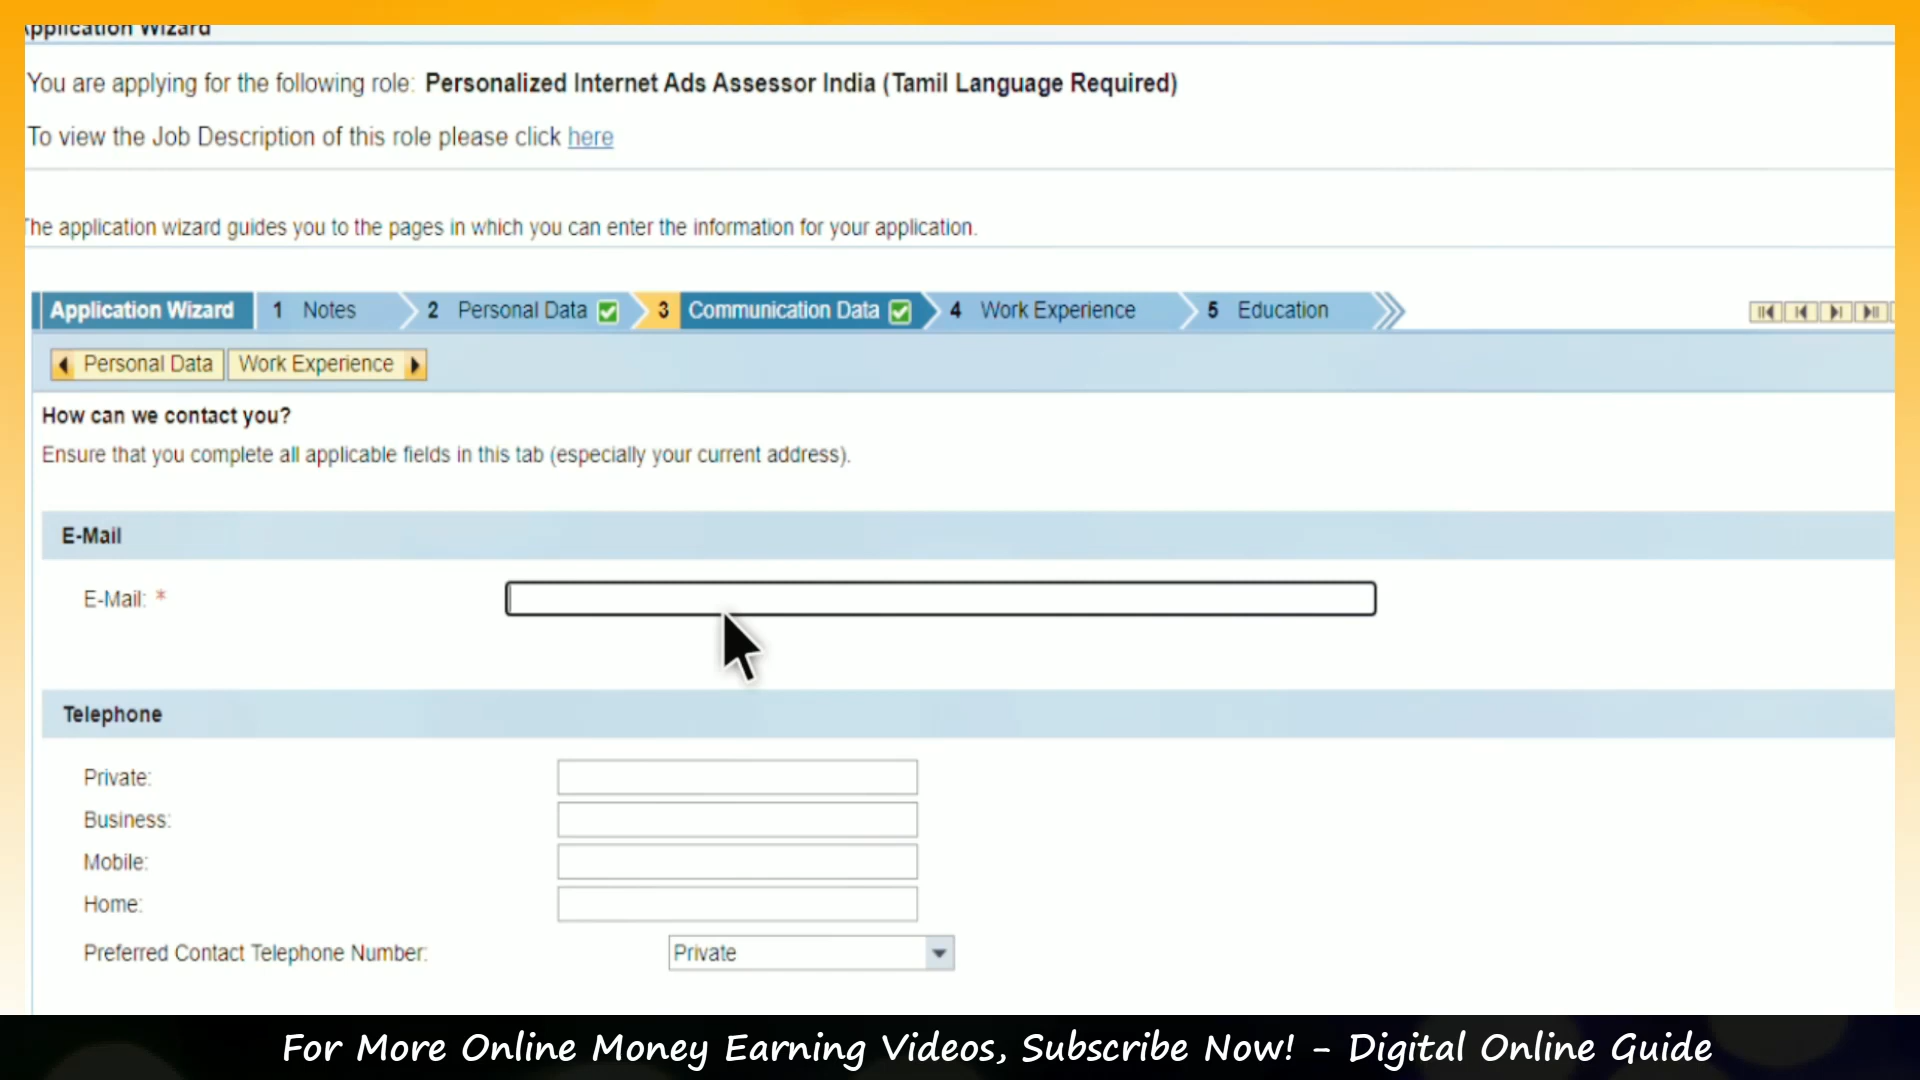 Application Wizard
You are applying for the following role: Personalized Internet Ads Assessor India (Tamil Language Required)
To view the Job Description of this role please click here
The application wizard guides you to the pages in which you can enter the information for your application.
Application Wizard 1 Notes 2 Personal Data 3 Communication Data 4 Work Experience 5 Education
Personal Data Work Experience
How can we contact you?
Ensure that you complete all applicable fields in this tab (especially your current address).
E-Mail
E-Mail: *
Telephone
Private:
Business:
Mobile:
Home:
Preferred Contact Telephone Number: Private
For More Online Money Earning Videos, Subscribe Now! - Digital Online Guide